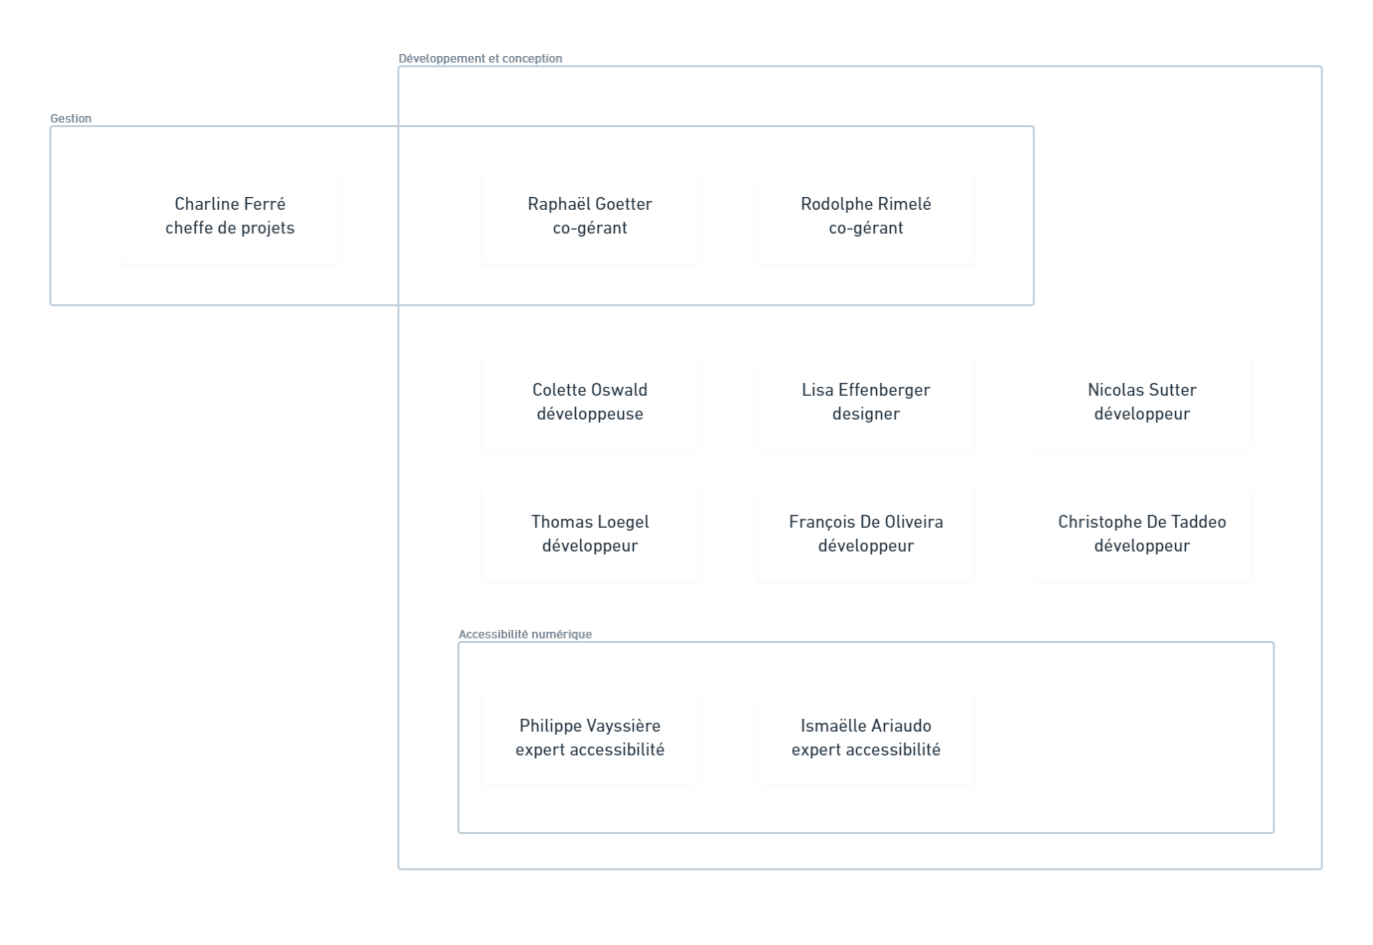 Développement et conception
Gestion
Charline Ferré
cheffe de projets
Raphaël Goetter
co-gérant
Rodolphe Rimelé
co-gérant
Colette Oswald
développeuse
Lisa Effenberger
designer
Nicolas Sutter
développeur
Thomas Loegel
développeur
François De Oliveira
développeur
Christophe De Taddeo
développeur
Accessibilité numérique
Philippe Vayssière
expert accessibilité
Ismaëlle Ariaudo
expert accessibilité